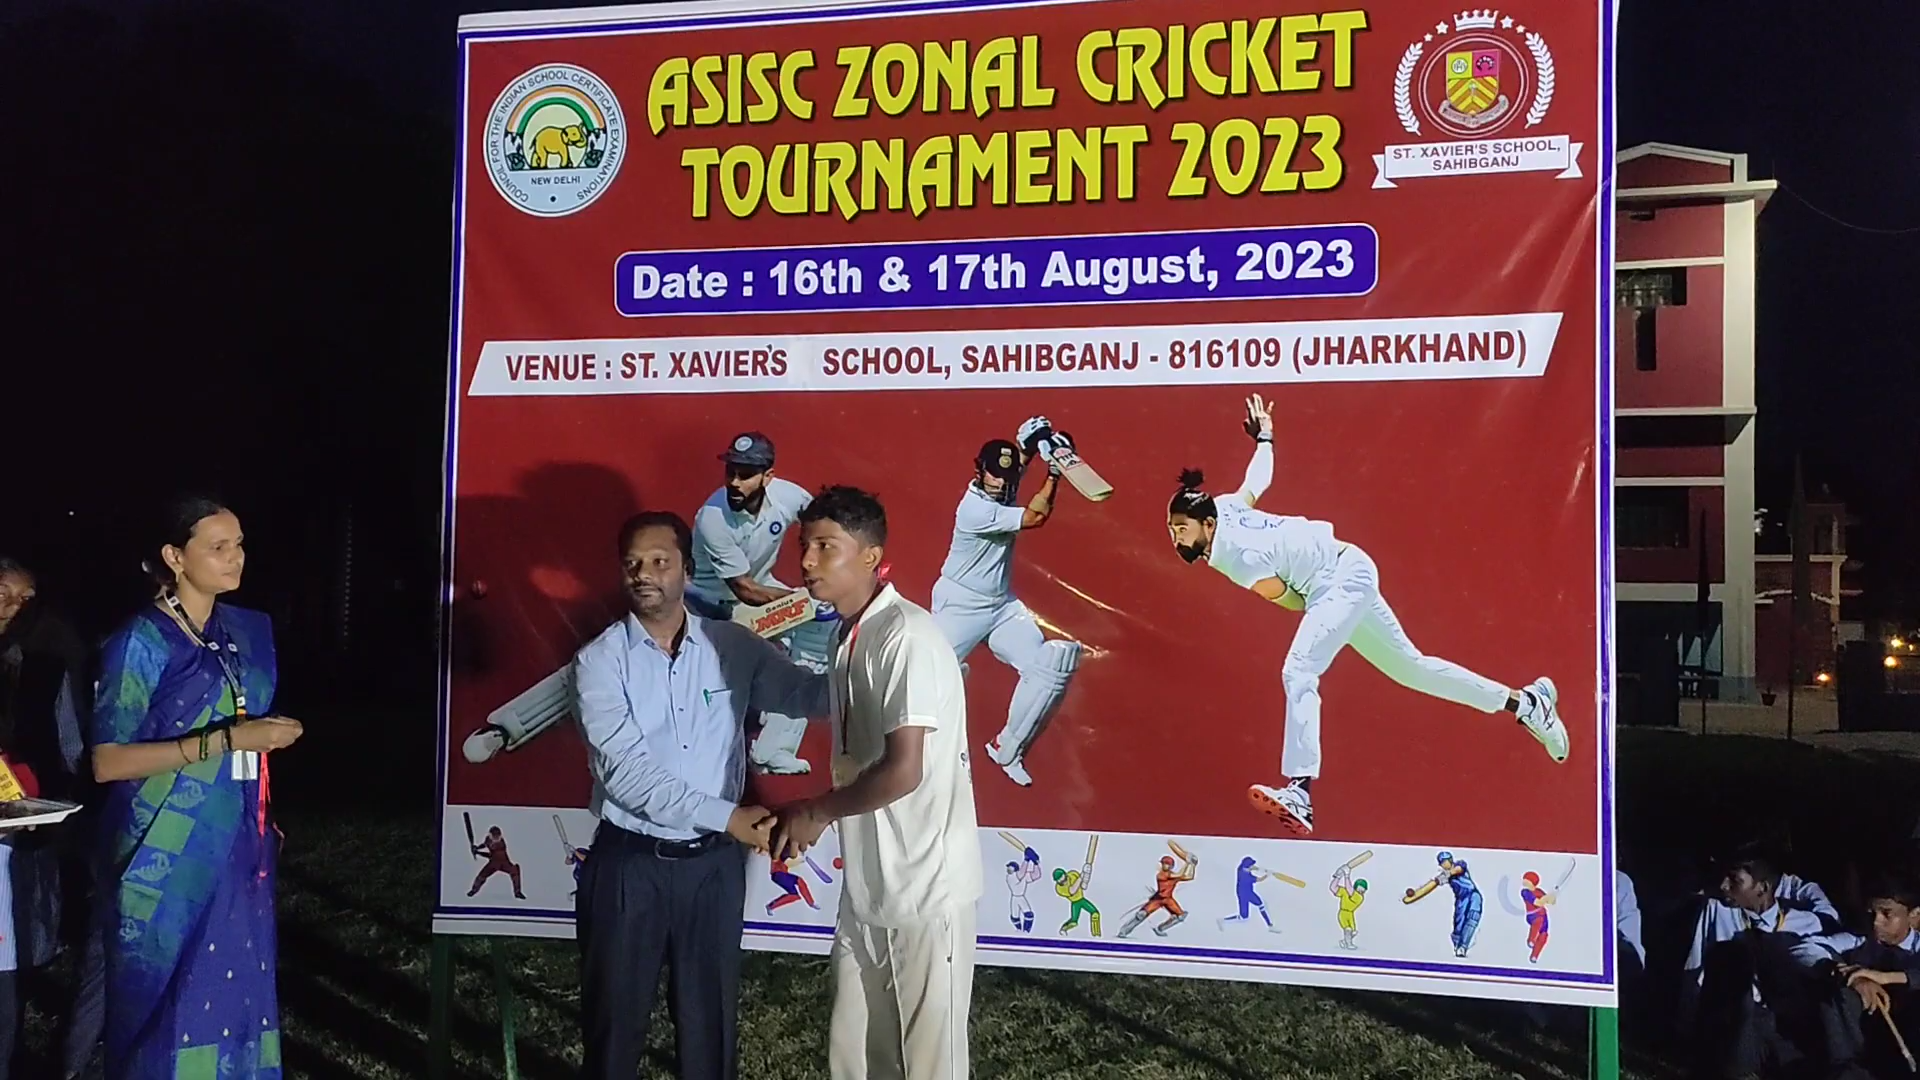 ASISC ZONAL CRICKET
TOURNAMENT 2023
COUNCIL FOR THE INDIAN SCHOOL CERTIFICATE EXAMINATIONS
NEW DELHI
ST. XAVIER'S SCHOOL,
SAHIBGANJ
Date : 16th & 17th August, 2023
VENUE : ST. XAVIER'S SCHOOL, SAHIBGANJ - 816109 (JHARKHAND)
Genius
MRF